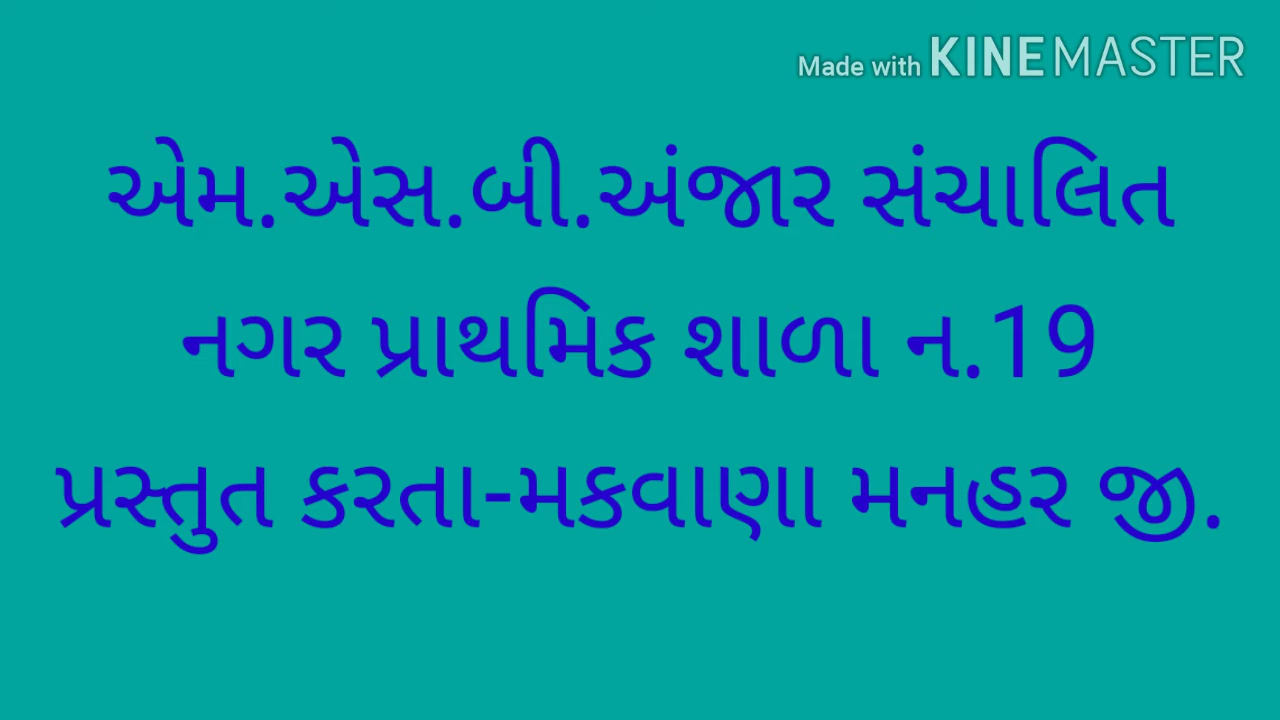 Made with KINEMASTER
એમ.એસ.બી.અંજાર સંચાલિત
નગર પ્રાથમિક શાળા ન.19
પ્રસ્તુત કરતા-મકવાણા મનહર જી.